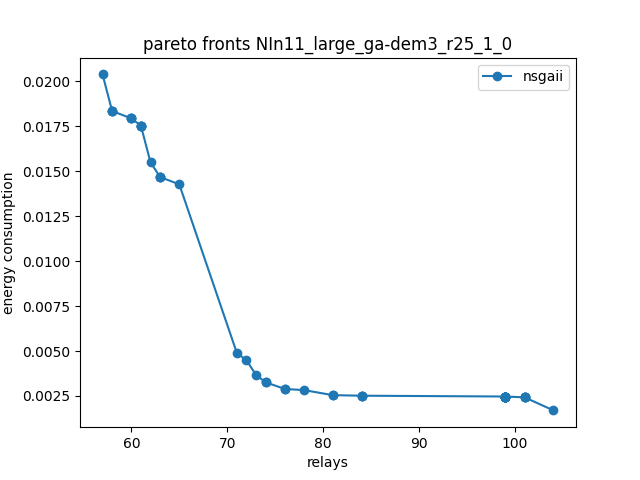 pareto fronts NIn11_large_ga-dem3_r25_1_0
nsgaii
0.0200
0.0175
0.0150
0.0125
0.0100
0.0075
0.0050
0.0025
energy consumption
60 70 80 90 100
relays